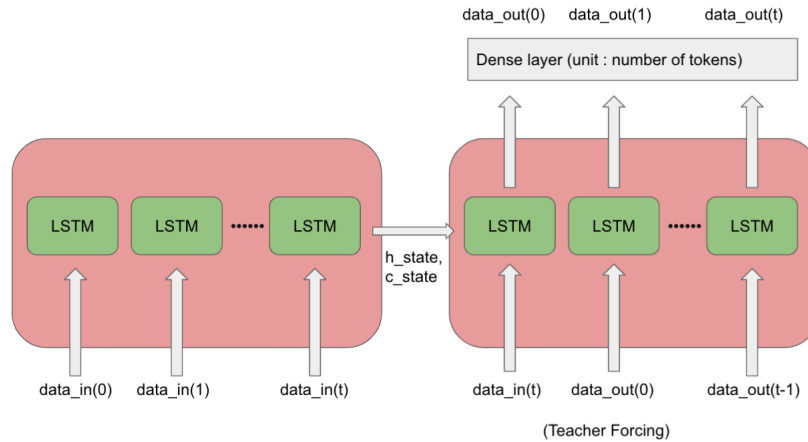 data_out(0) data_out(1) data_out(t)
Dense layer (unit : number of tokens)
LSTM LSTM ...... LSTM
h_state,
c_state
LSTM LSTM ...... LSTM
data_in(0) data_in(1) data_in(t)
data_in(t) data_out(0) data_out(t-1)
(Teacher Forcing)